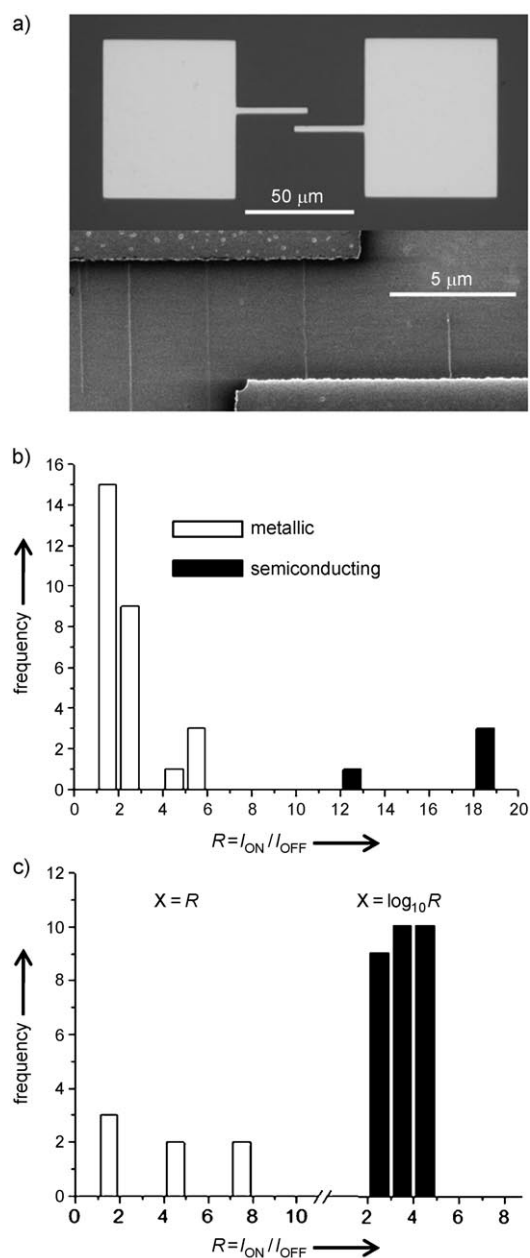 a)
50 μm
5 μm
b)
16
14
12
10
8
6
4
2
0
frequency
metallic
semiconducting
0 2 4 6 8 10 12 14 16 18 20
R = I_ON / I_OFF
c)
12
10
8
6
4
2
0
frequency
X = R
X = log10 R
0 2 4 6 8 10 2 4 6 8
R = I_ON / I_OFF